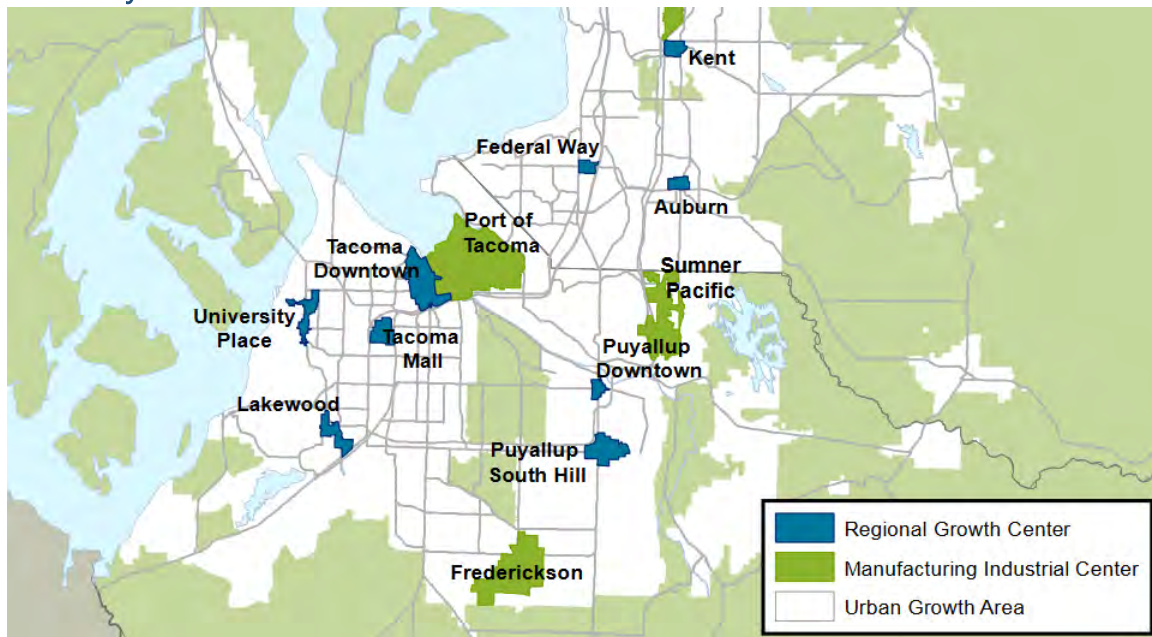 Kent
Federal Way
Auburn
Port of
Tacoma
Tacoma
Downtown
Sumner
Pacific
University
Place
Tacoma
Mall
Puyallup
Downtown
Lakewood
Puyallup
South Hill
Frederickson
Regional Growth Center
Manufacturing Industrial Center
Urban Growth Area